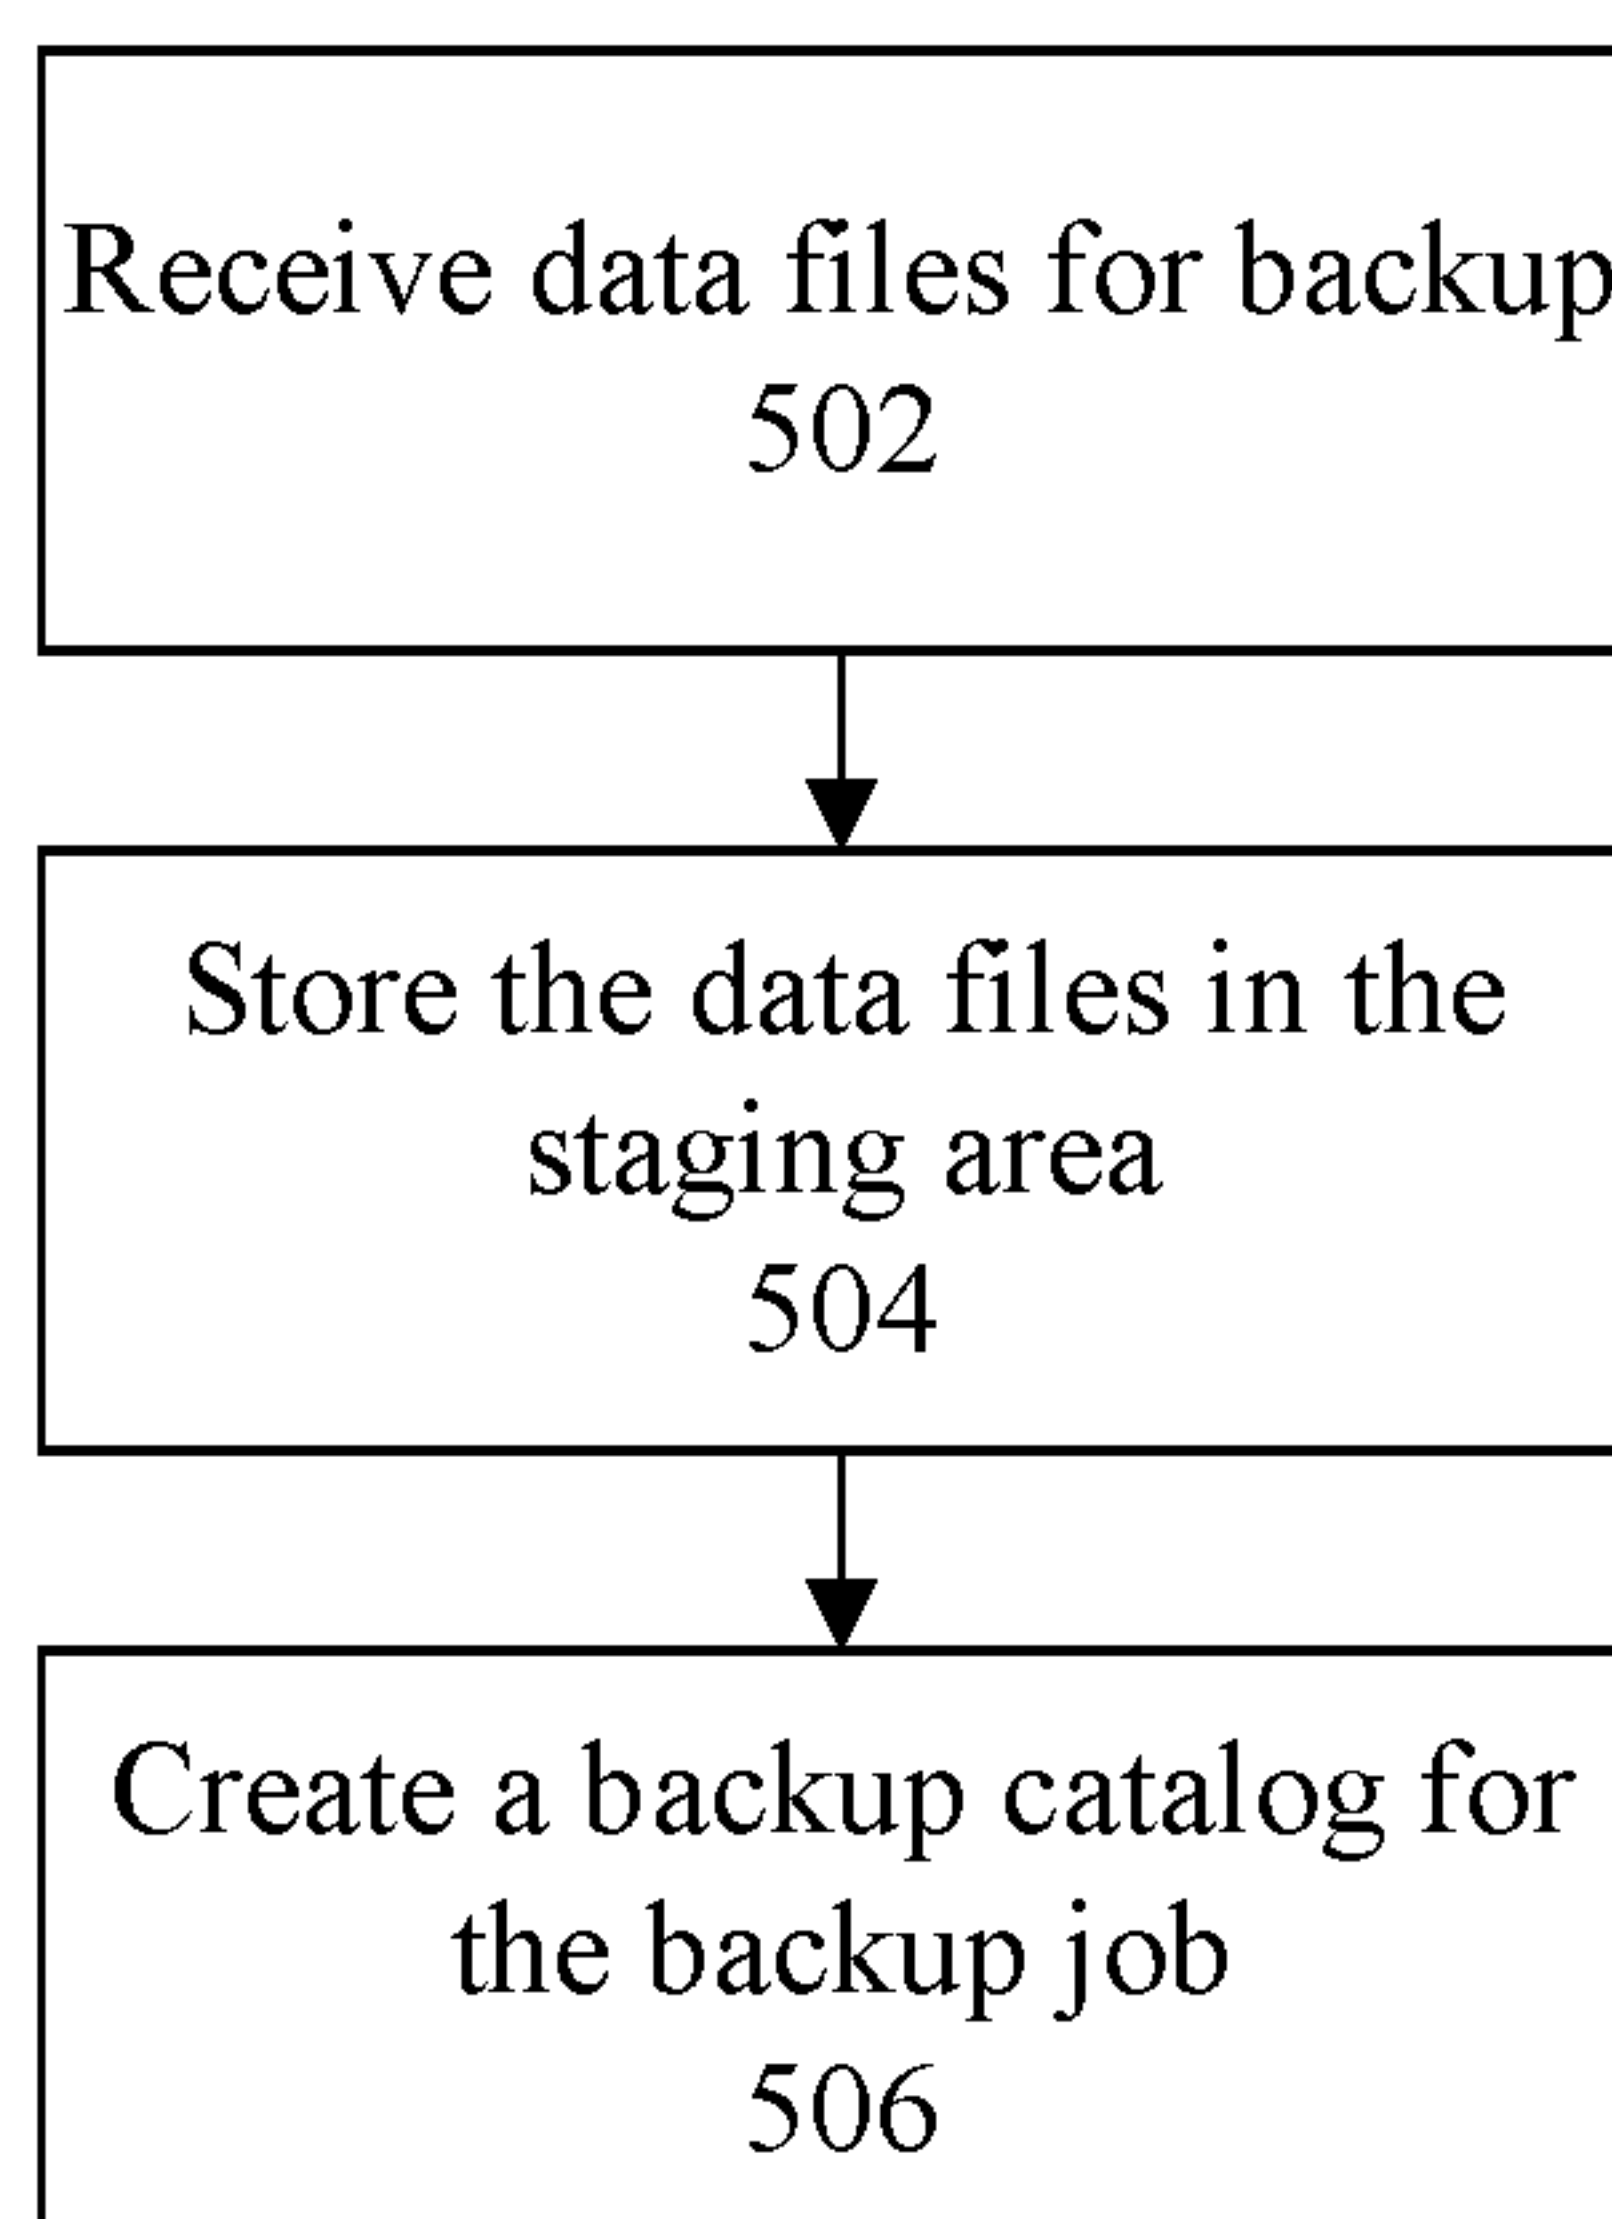 Receive data files for backup
502
Store the data files in the
staging area
504
Create a backup catalog for
the backup job
506